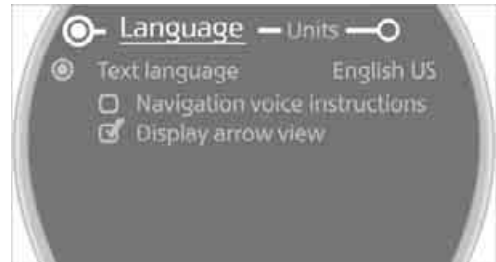 Language Units
Text language English US
Navigation voice instructions
Display arrow view